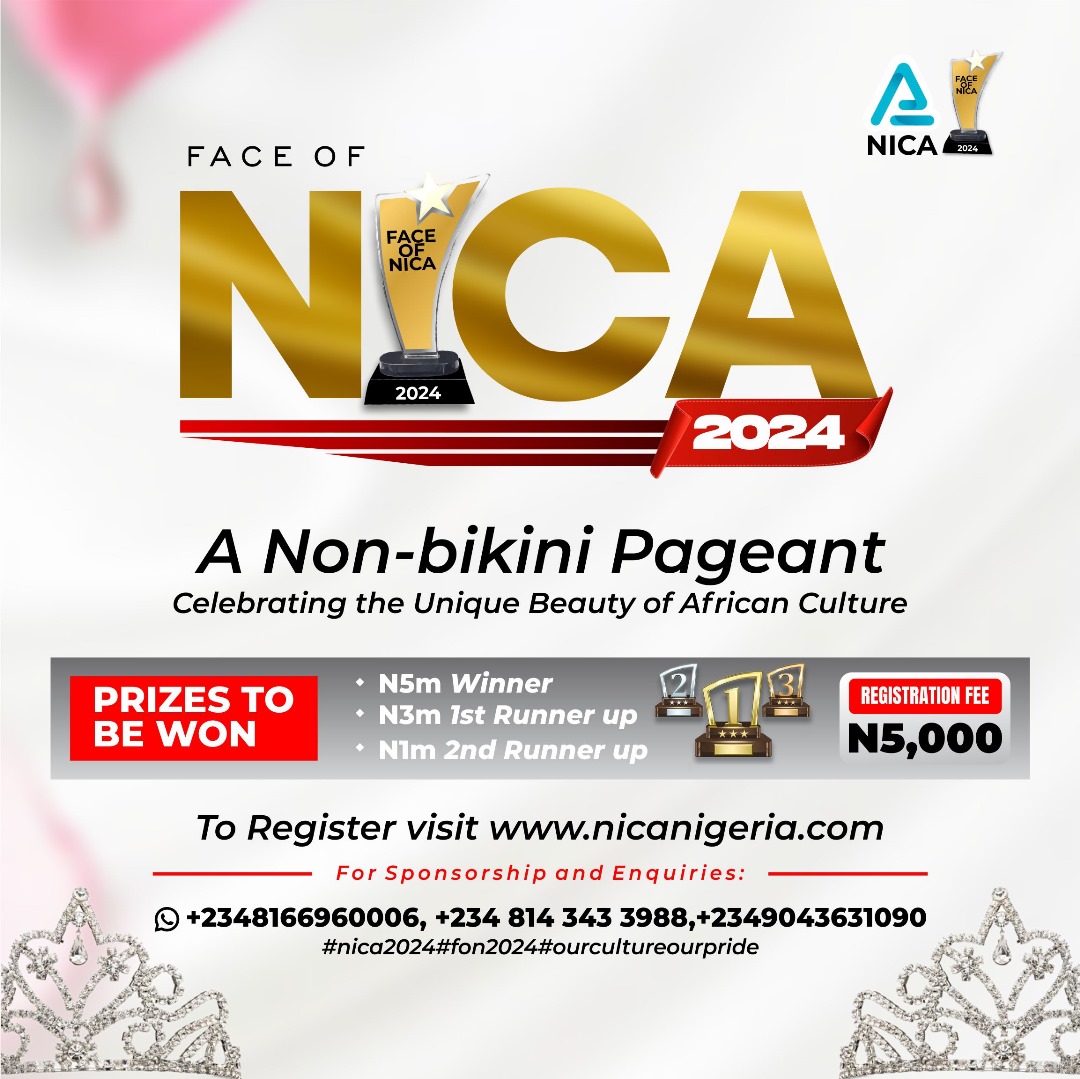 NICA
FACE
OF
NICA
2024
FACE OF
NICA
FACE
OF
NICA
2024
2024
A Non-bikini Pageant
Celebrating the Unique Beauty of African Culture
PRIZES TO
BE WON
• N5m Winner
• N3m 1st Runner up
• N1m 2nd Runner up
2 1 3
REGISTRATION FEE
N5,000
To Register visit www.nicanigeria.com
For Sponsorship and Enquiries:
+2348166960006, +234 814 343 3988,+2349043631090
#nica2024#fon2024#ourcultureourpride